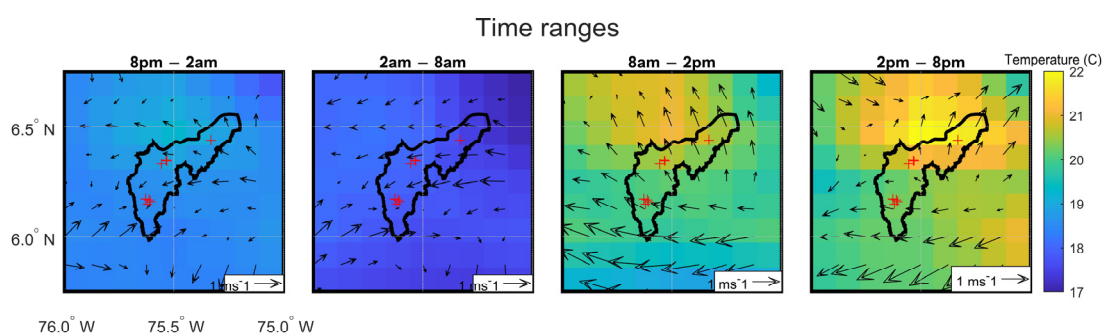 Time ranges
8pm – 2am
2am – 8am
8am – 2pm
2pm – 8pm
Temperature (C)
6.5° N
6.0° N
76.0° W
75.5° W
75.0° W
1 ms⁻¹
1 ms⁻¹
1 ms⁻¹
1 ms⁻¹
22
21
20
19
18
17